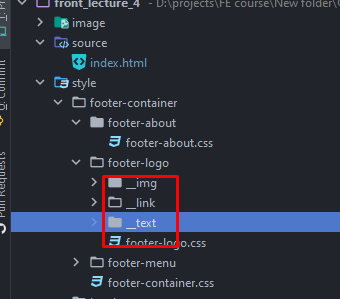 front_lecture_4 - D:\projects\FE course\New folder\
image
source
index.html
style
footer-container
footer-about
footer-about.css
footer-logo
__img
__link
__text
footer-logo.css
footer-menu
footer-container.css
Commit
Pull Requests